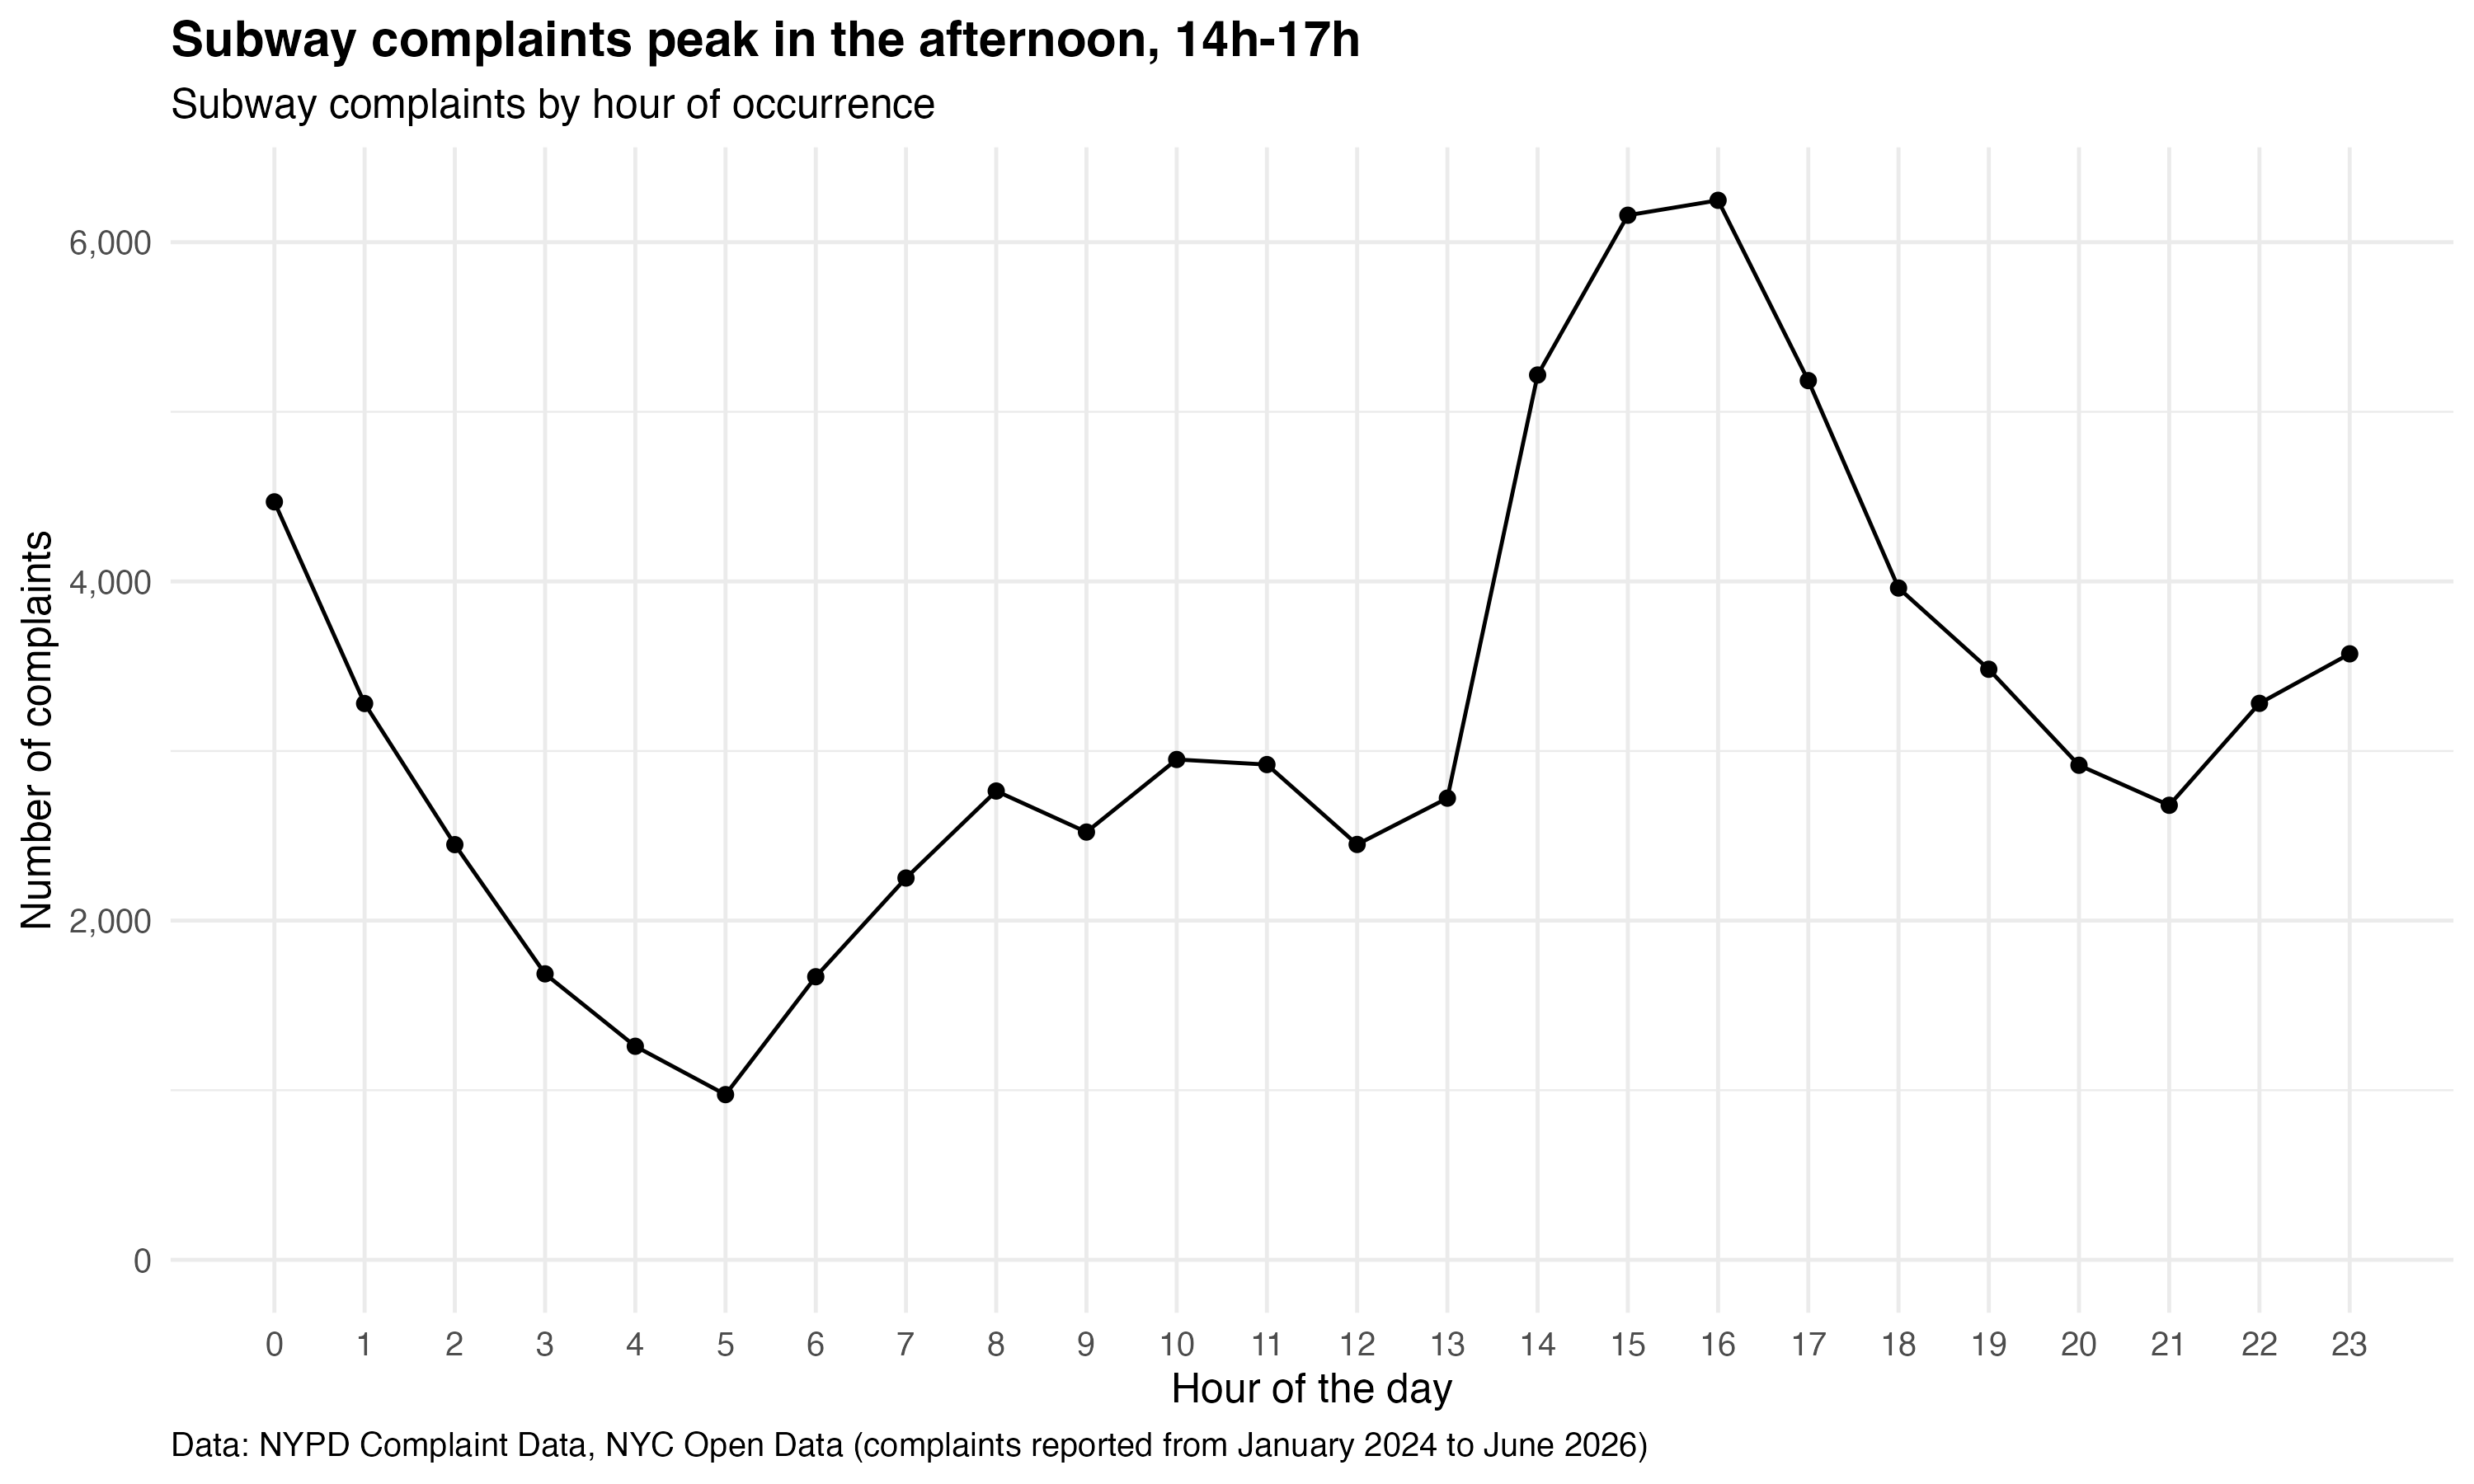 Subway complaints peak in the afternoon, 14h-17h
Subway complaints by hour of occurrence
Number of complaints
6,000
4,000
2,000
0
0 1 2 3 4 5 6 7 8 9 10 11 12 13 14 15 16 17 18 19 20 21 22 23
Hour of the day
Data: NYPD Complaint Data, NYC Open Data (complaints reported from January 2024 to June 2026)